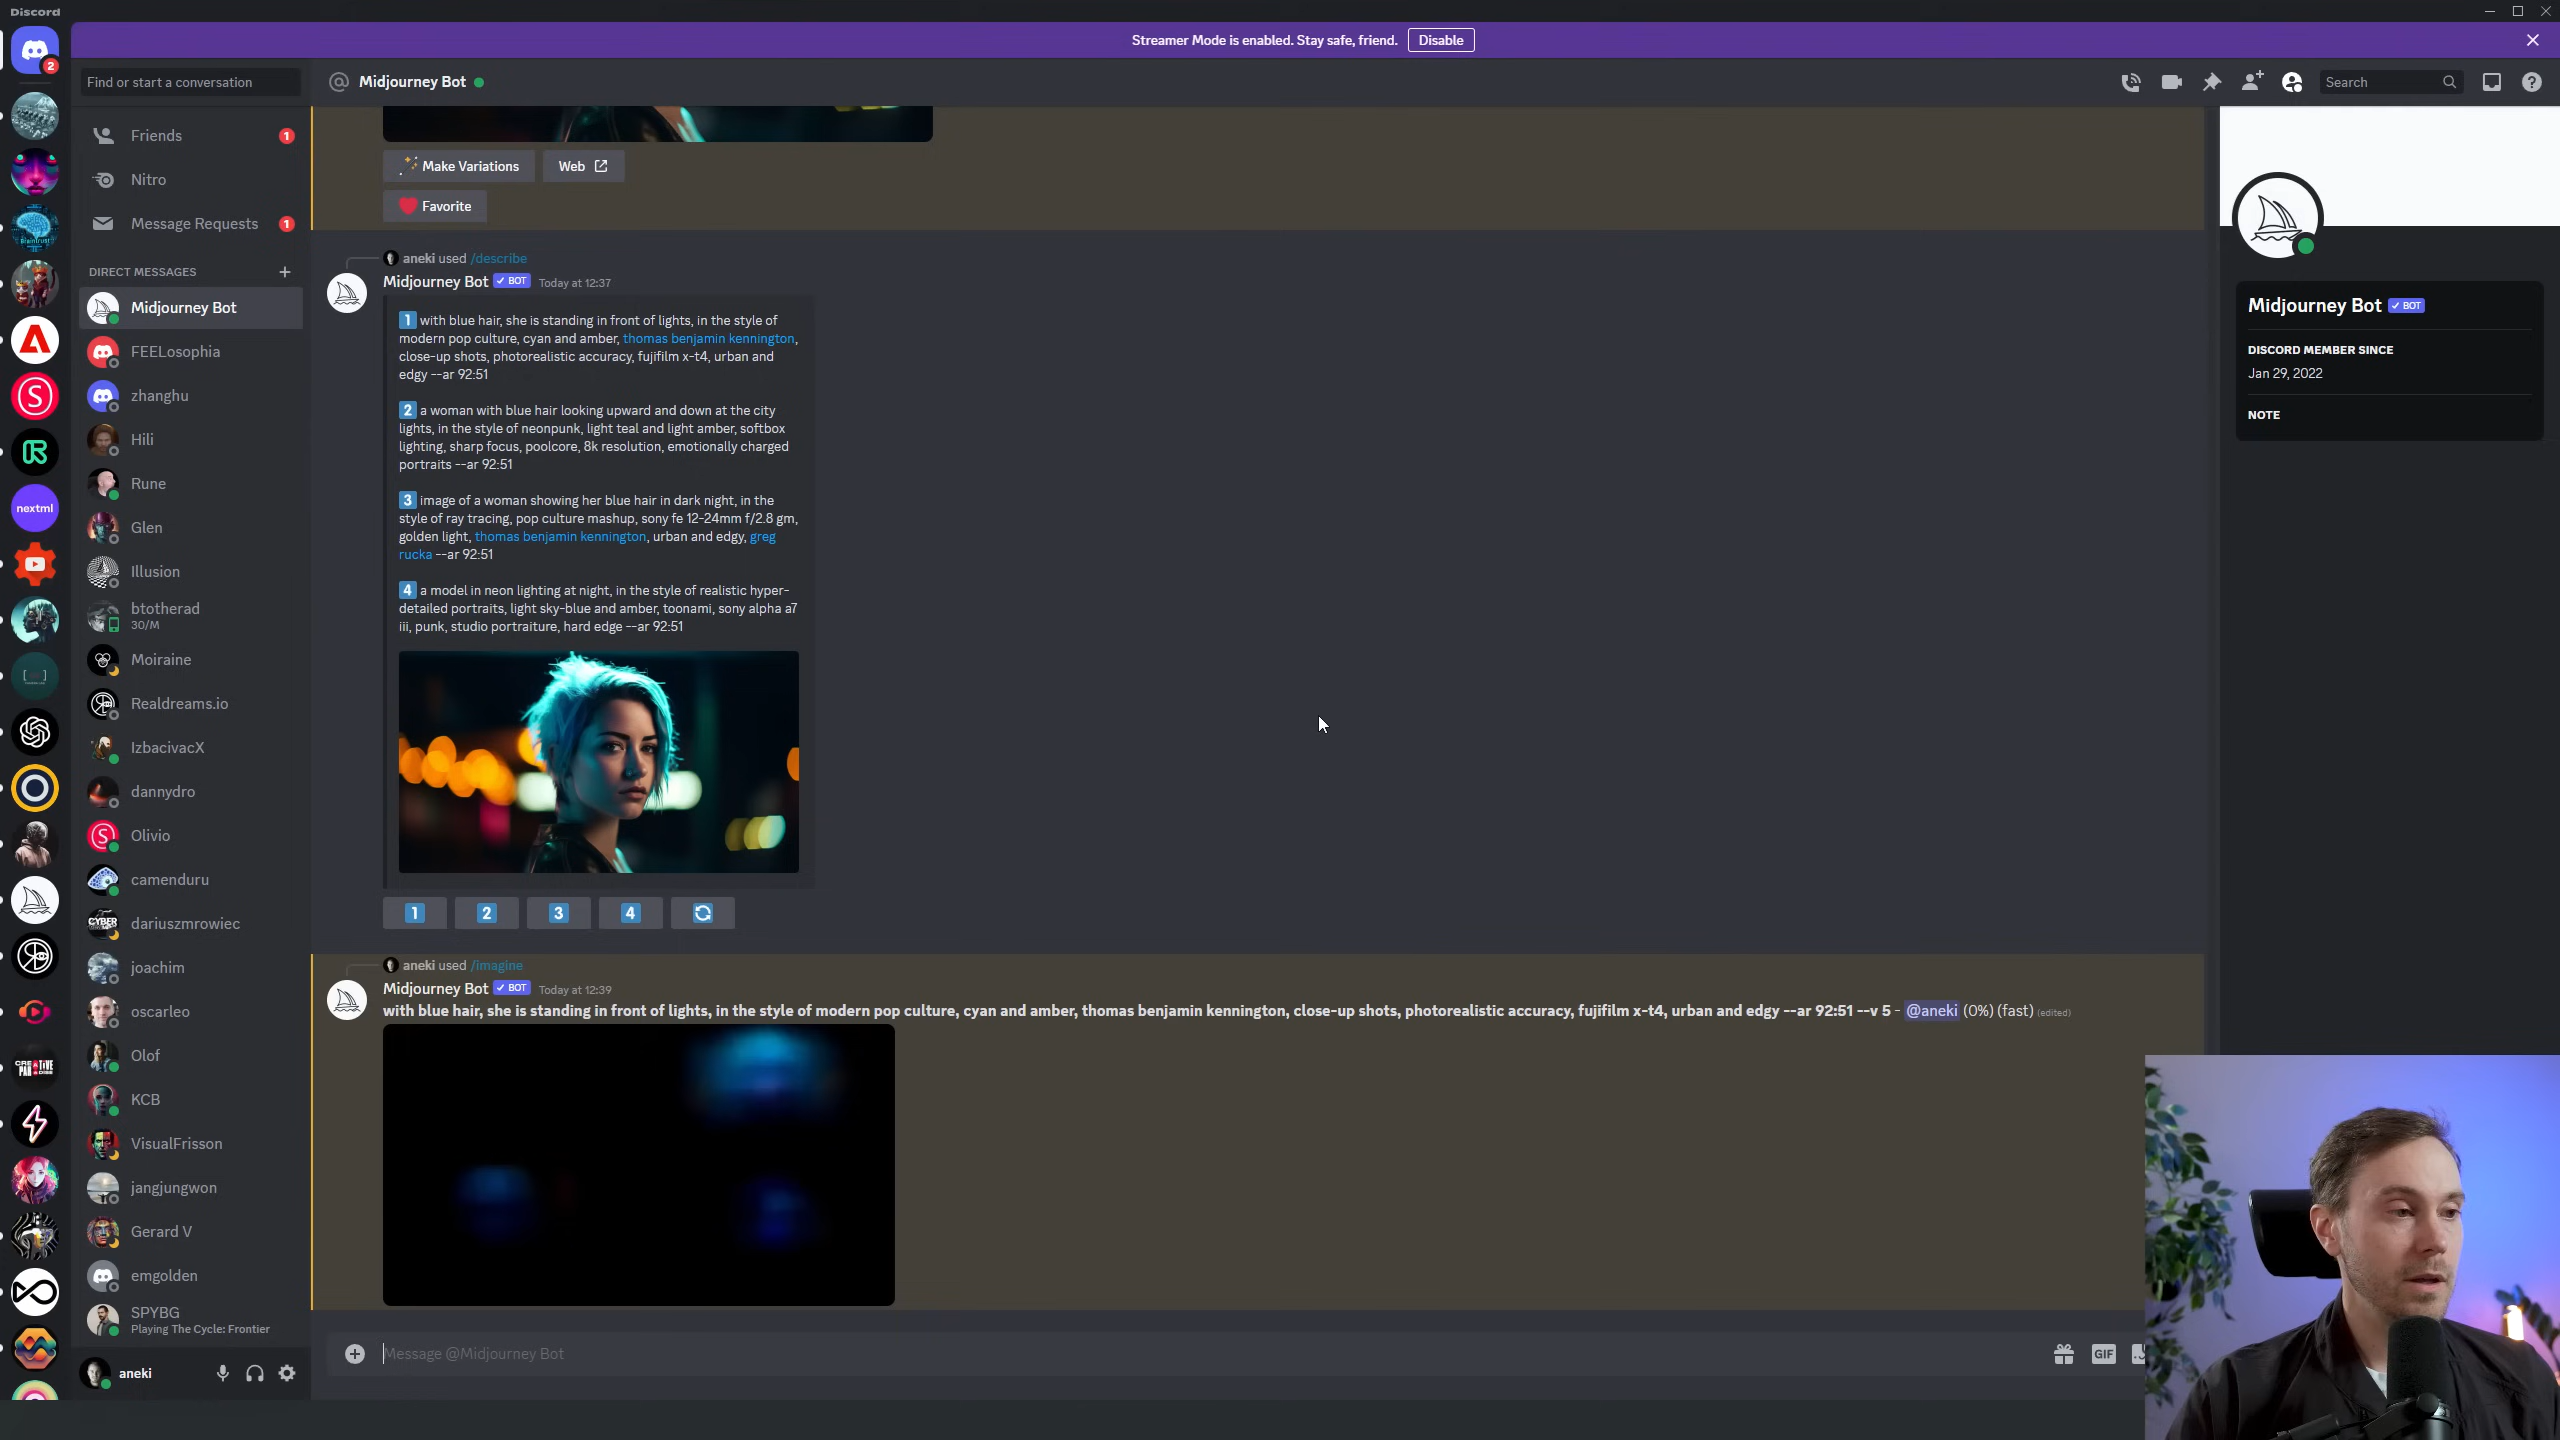 Discord
Streamer Mode is enabled. Stay safe, friend.
Disable
2
Find or start a conversation
Midjourney Bot
Search
Friends
1
Nitro
Message Requests
1
DIRECT MESSAGES
Midjourney Bot
FEELosophia
zhanghu
Hili
Rune
Glen
Illusion
btotherad
30/M
Moiraine
Realdreams.io
IzbacivacX
dannydro
Olivio
camenduru
dariuszmrowiec
joachim
oscarleo
Olof
KCB
VisualFrisson
jangjungwon
Gerard V
emgolden
SPYBG
Playing The Cycle: Frontier
aneki
nextml
Make Variations
Web
Favorite
aneki used /describe
Midjourney Bot BOT Today at 12:37
1 with blue hair, she is standing in front of lights, in the style of
modern pop culture, cyan and amber, thomas benjamin kennington,
close-up shots, photorealistic accuracy, fujifilm x-t4, urban and
edgy --ar 92:51
2 a woman with blue hair looking upward and down at the city
lights, in the style of neonpunk, light teal and light amber, softbox
lighting, sharp focus, poolcore, 8k resolution, emotionally charged
portraits --ar 92:51
3 image of a woman showing her blue hair in dark night, in the
style of ray tracing, pop culture mashup, sony fe 12-24mm f/2.8 gm,
golden light, thomas benjamin kennington, urban and edgy, greg
rucka --ar 92:51
4 a model in neon lighting at night, in the style of realistic hyper-
detailed portraits, light sky-blue and amber, toonami, sony alpha a7
iii, punk, studio portraiture, hard edge --ar 92:51
1 2 3 4
aneki used /imagine
Midjourney Bot BOT Today at 12:39
with blue hair, she is standing in front of lights, in the style of modern pop culture, cyan and amber, thomas benjamin kennington, close-up shots, photorealistic accuracy, fujifilm x-t4, urban and edgy --ar 92:51 --v 5 - @aneki (0%) (fast) (edited)
Message @Midjourney Bot
GIF
Midjourney Bot BOT
DISCORD MEMBER SINCE
Jan 29, 2022
NOTE